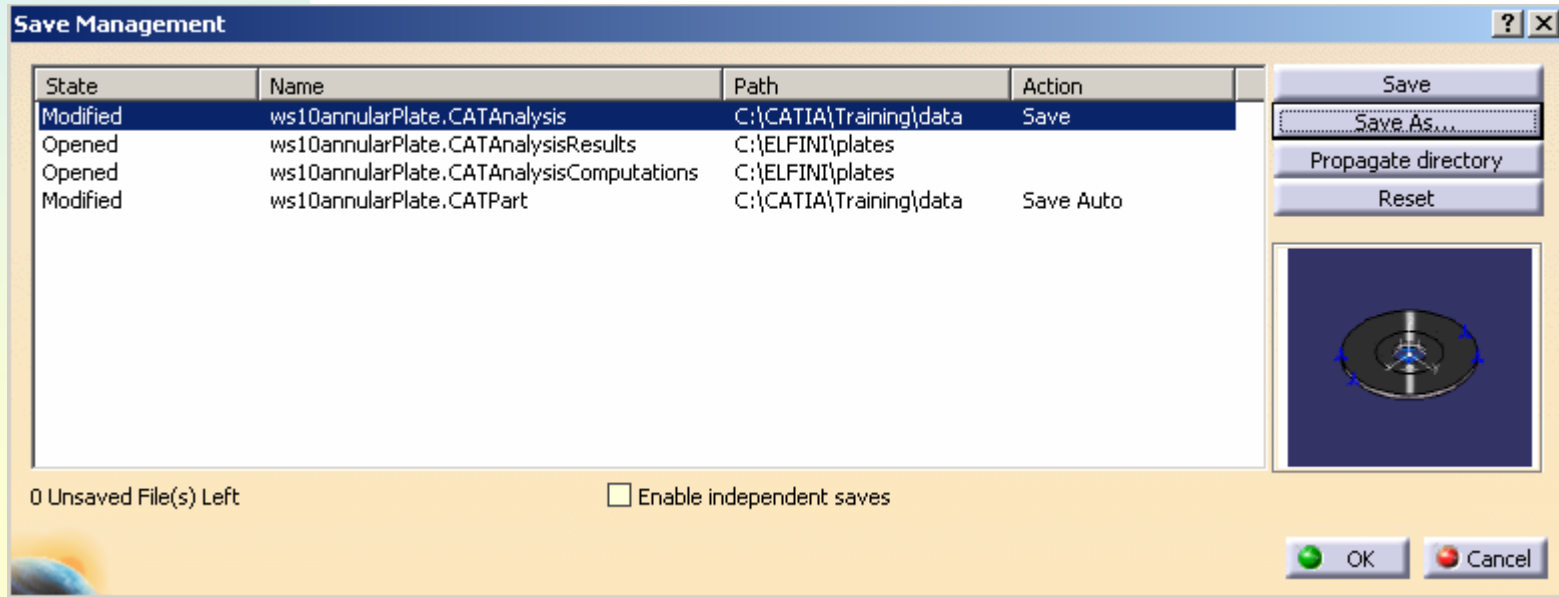 Save Management
State Name Path Action
Modified ws10annularPlate.CATAnalysis C:\CATIA\Training\data Save
Opened ws10annularPlate.CATAnalysisResults C:\ELFINI\plates
Opened ws10annularPlate.CATAnalysisComputations C:\ELFINI\plates
Modified ws10annularPlate.CATPart C:\CATIA\Training\data Save Auto
Save
Save As...
Propagate directory
Reset
0 Unsaved File(s) Left
Enable independent saves
OK Cancel